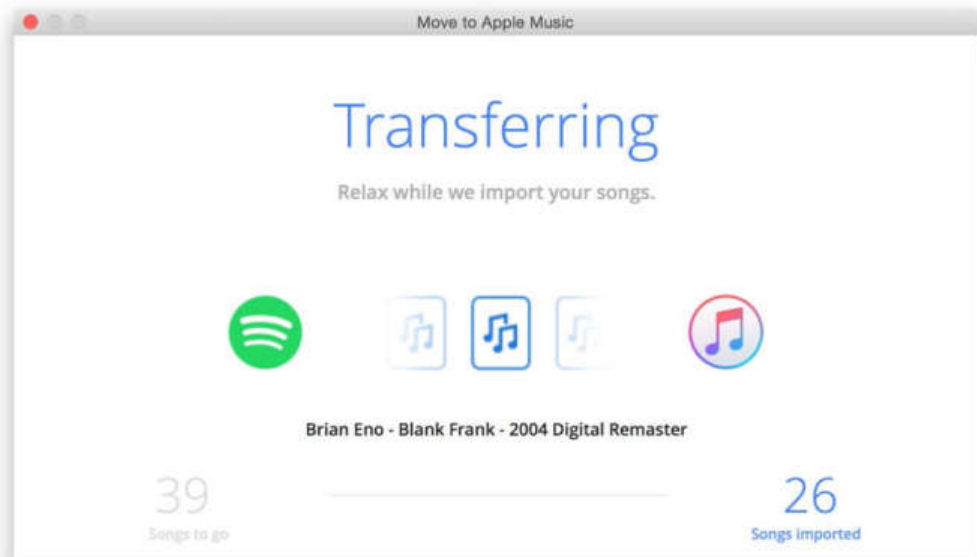 Move to Apple Music
Transferring
Relax while we import your songs.
Brian Eno - Blank Frank - 2004 Digital Remaster
39
Songs to go
26
Songs imported